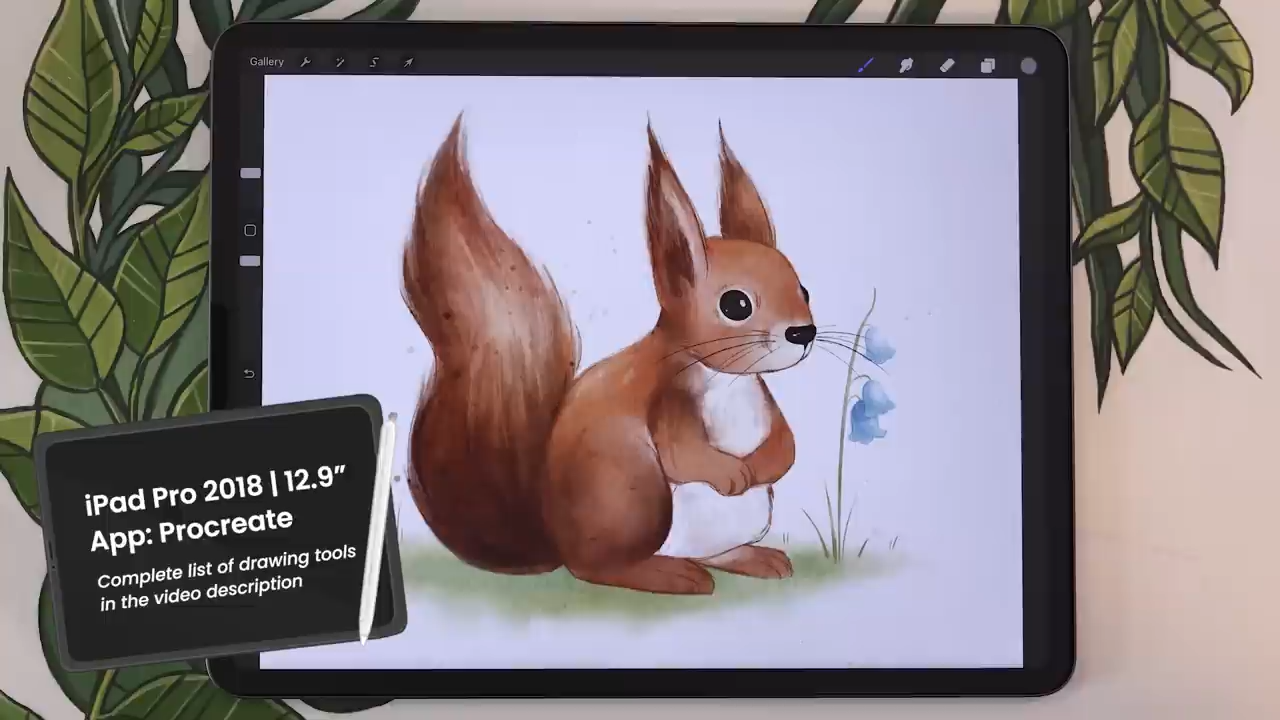 Gallery
iPad Pro 2018 | 12.9”
App: Procreate
Complete list of drawing tools
in the video description